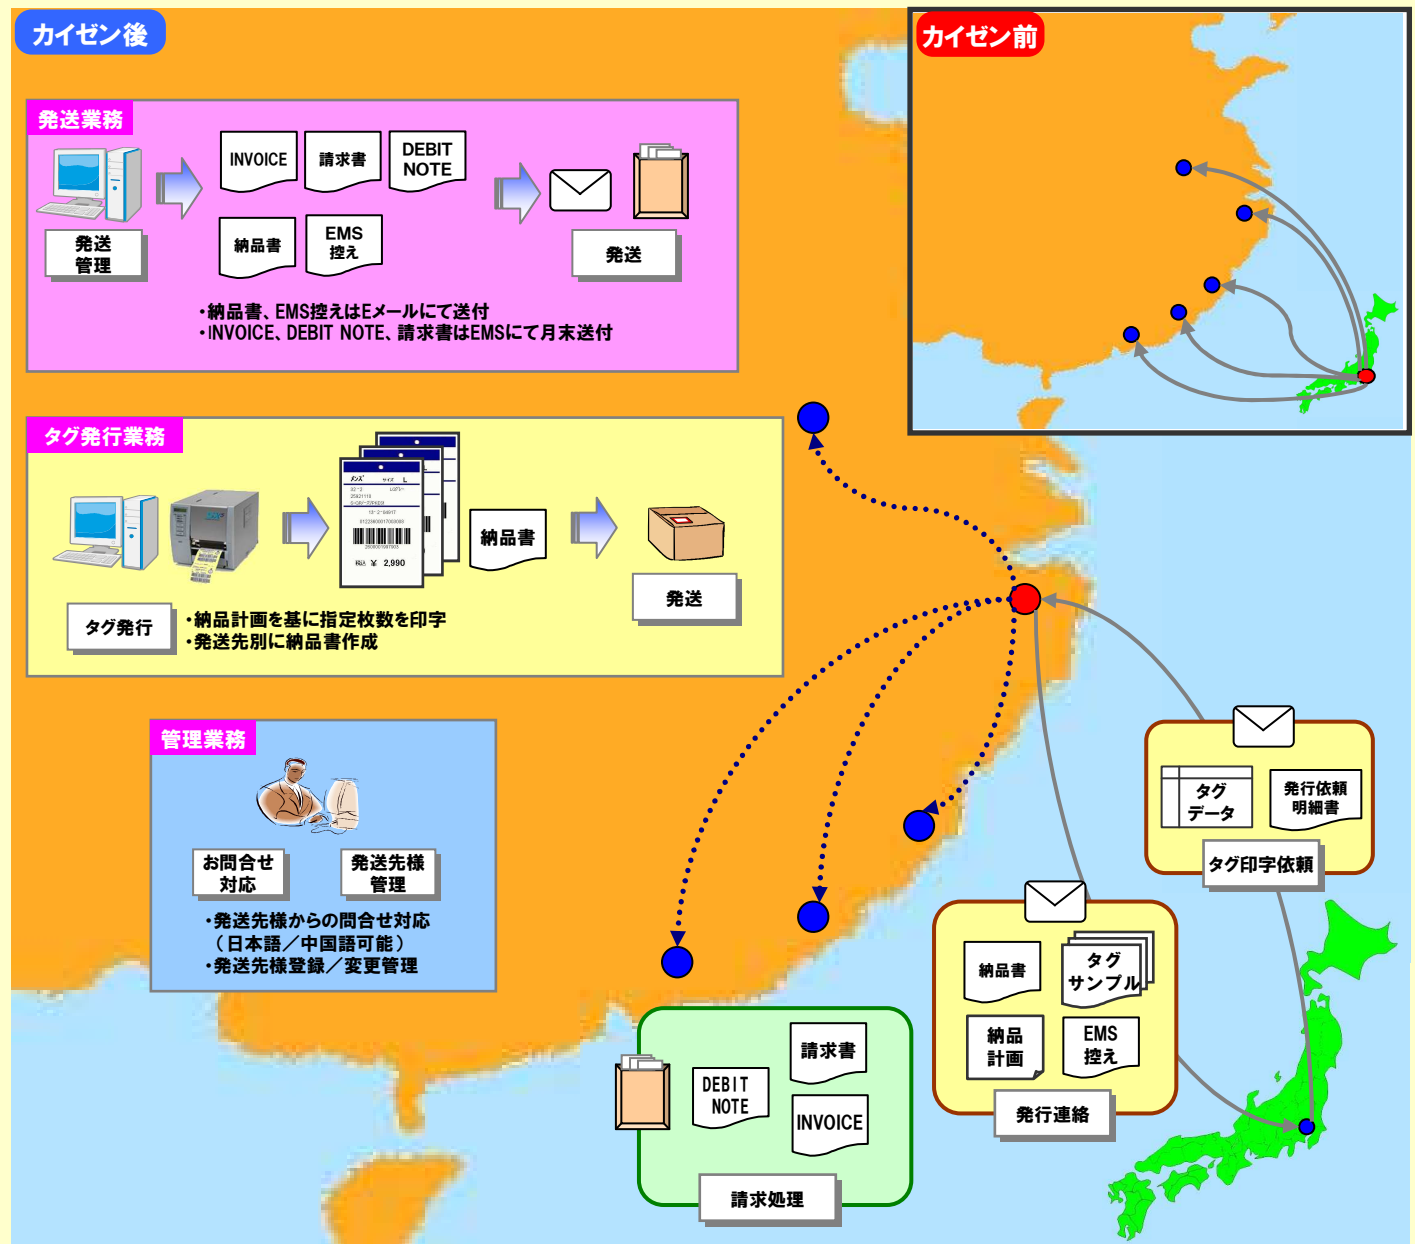 カイゼン後
カイゼン前
発送業務
INVOICE
請求書
DEBIT
NOTE
納品書
EMS
控え
発送
管理
発送
・納品書、EMS控えはEメールにて送付
・INVOICE、DEBIT NOTE、請求書はEMSにて月末送付
タグ発行業務
メンズ サイズ L
税込 ¥ 2,990
納品書
タグ発行
発送
・納品計画を基に指定枚数を印字
・発送先別に納品書作成
管理業務
お問合せ
対応
発送先様
管理
・発送先様からの問合せ対応
（日本語／中国語可能）
・発送先様登録／変更管理
タグ
データ
発行依頼
明細書
タグ印字依頼
納品書
タグ
サンプル
納品
計画
EMS
控え
発行連絡
請求書
DEBIT
NOTE
INVOICE
請求処理